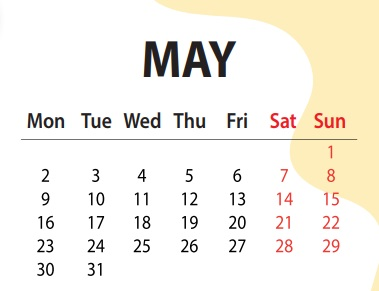 MAY
Mon Tue Wed Thu Fri Sat Sun
1
2 3 4 5 6 7 8
9 10 11 12 13 14 15
16 17 18 19 20 21 22
23 24 25 26 27 28 29
30 31